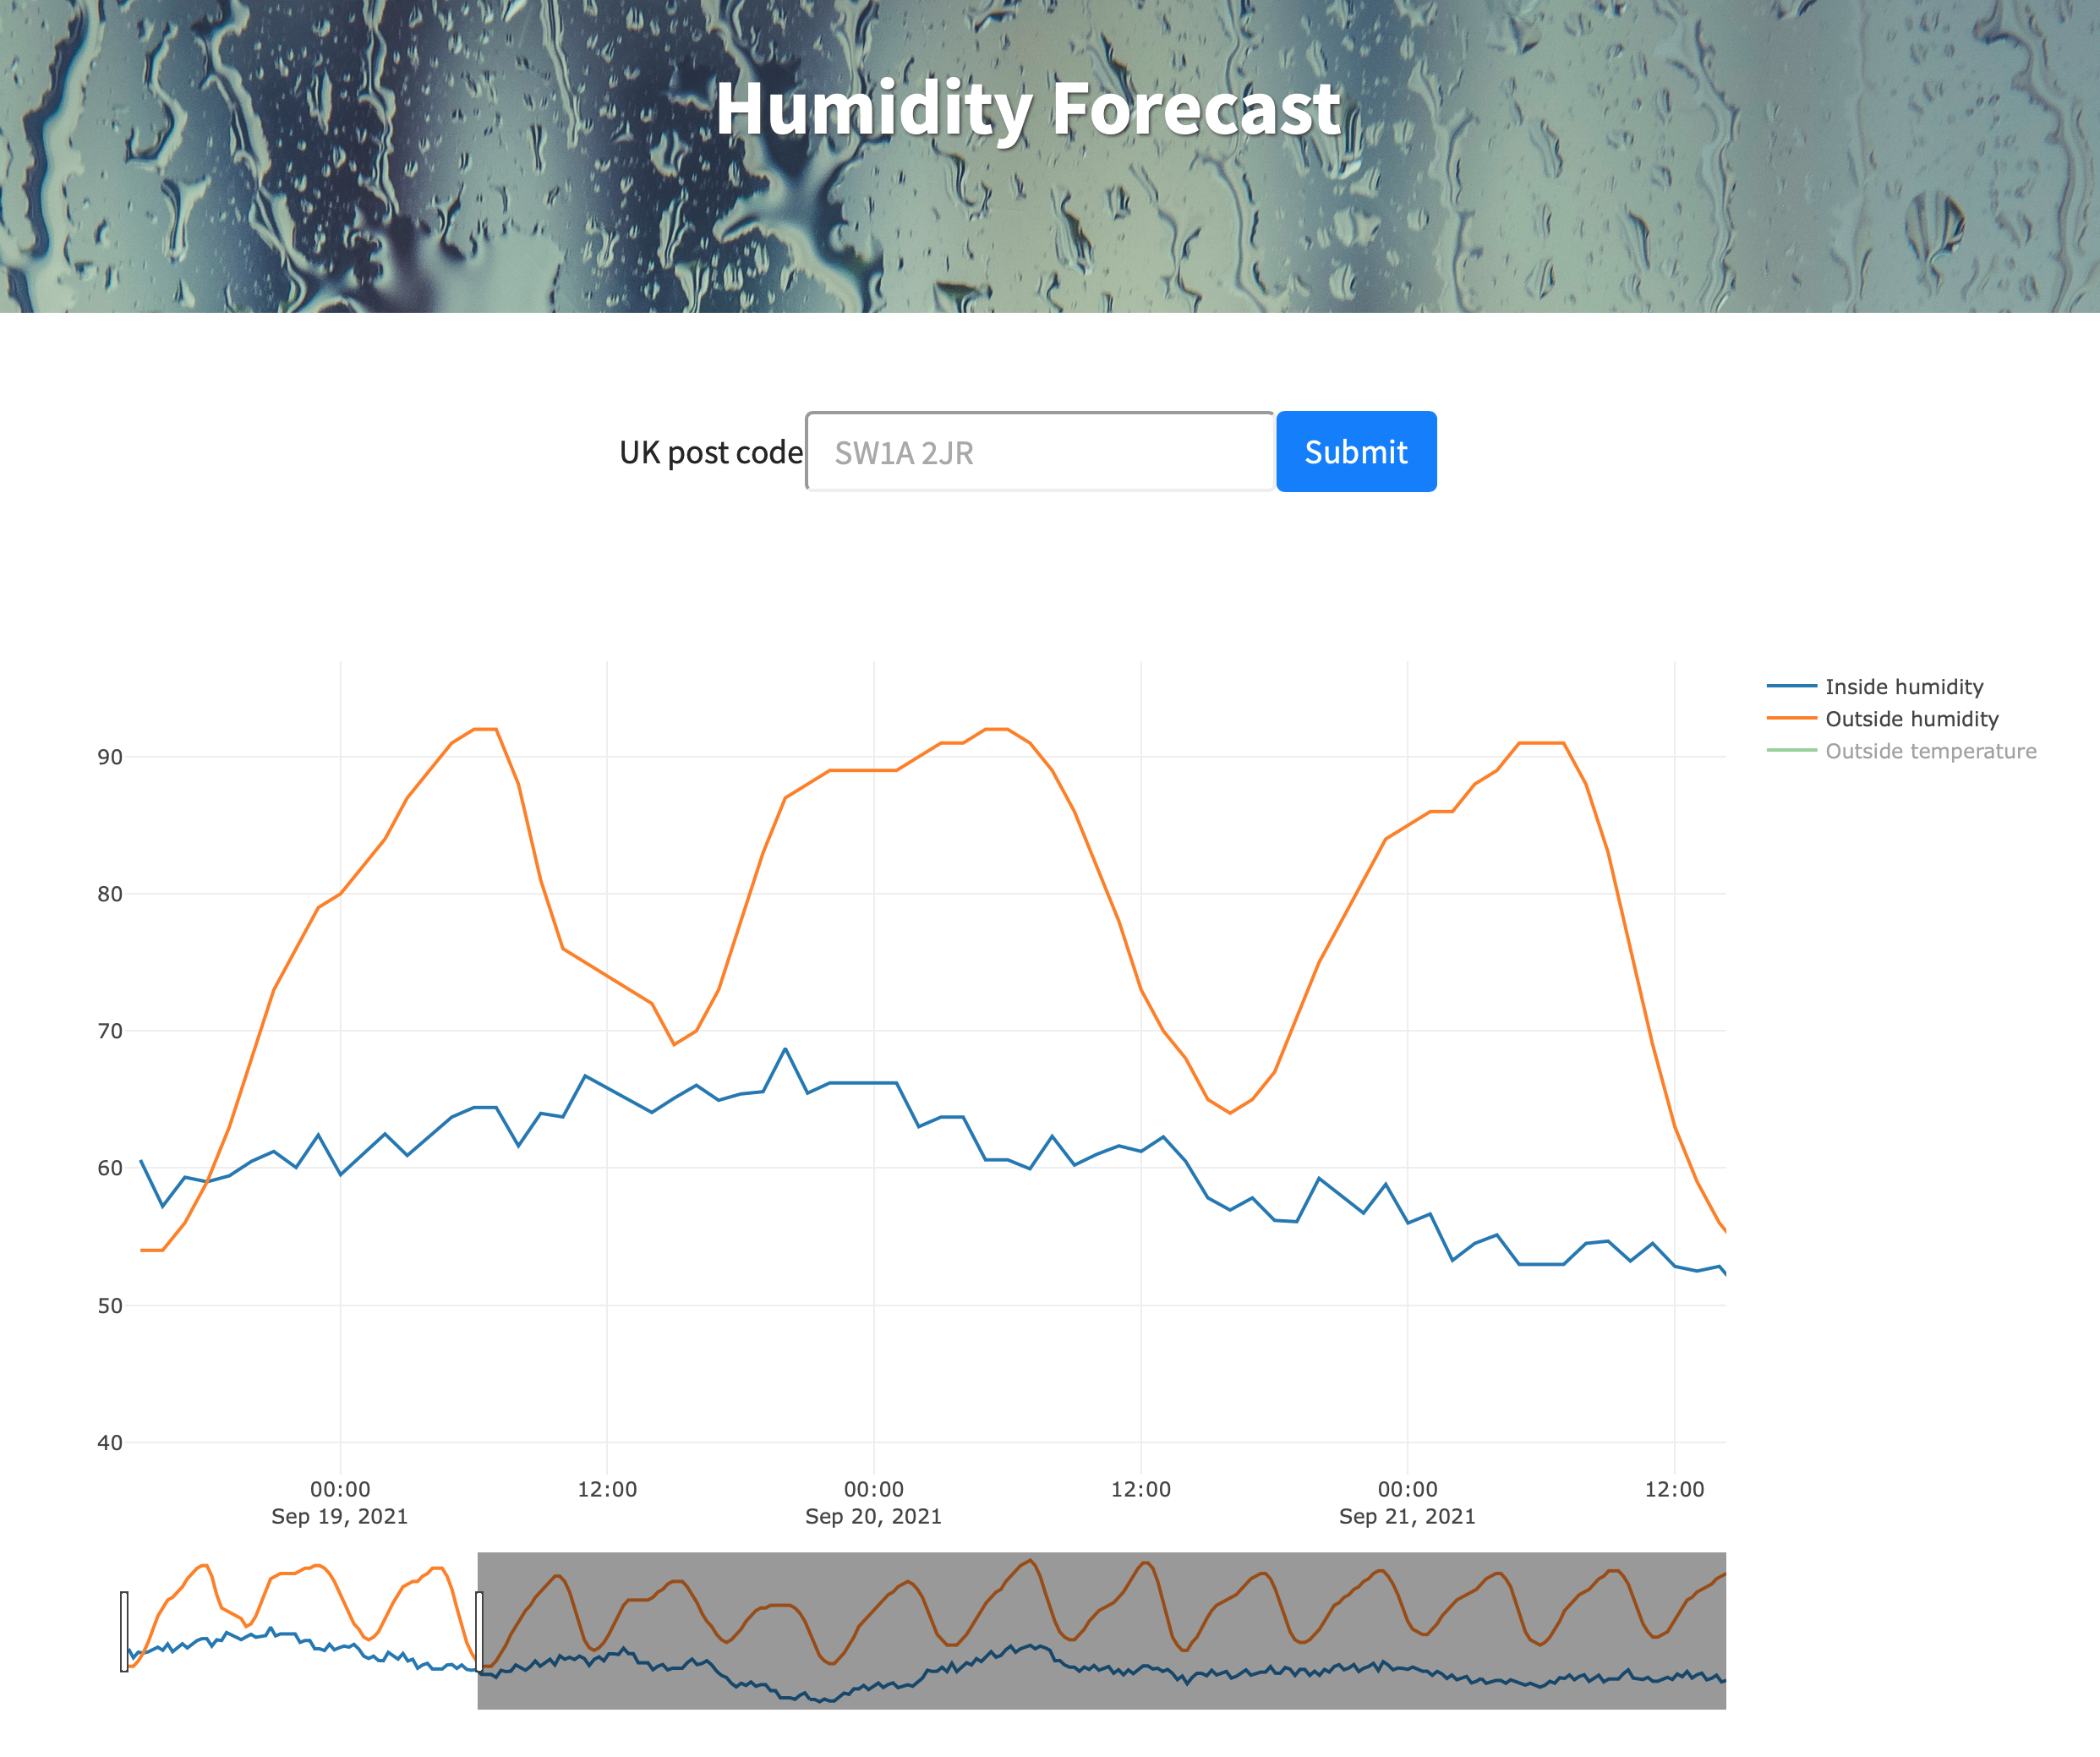 Humidity Forecast
UK post code SW1A 2JR Submit
Inside humidity
Outside humidity
Outside temperature
90
80
70
60
50
40
00:00 12:00 00:00 12:00 00:00 12:00
Sep 19, 2021 Sep 20, 2021 Sep 21, 2021